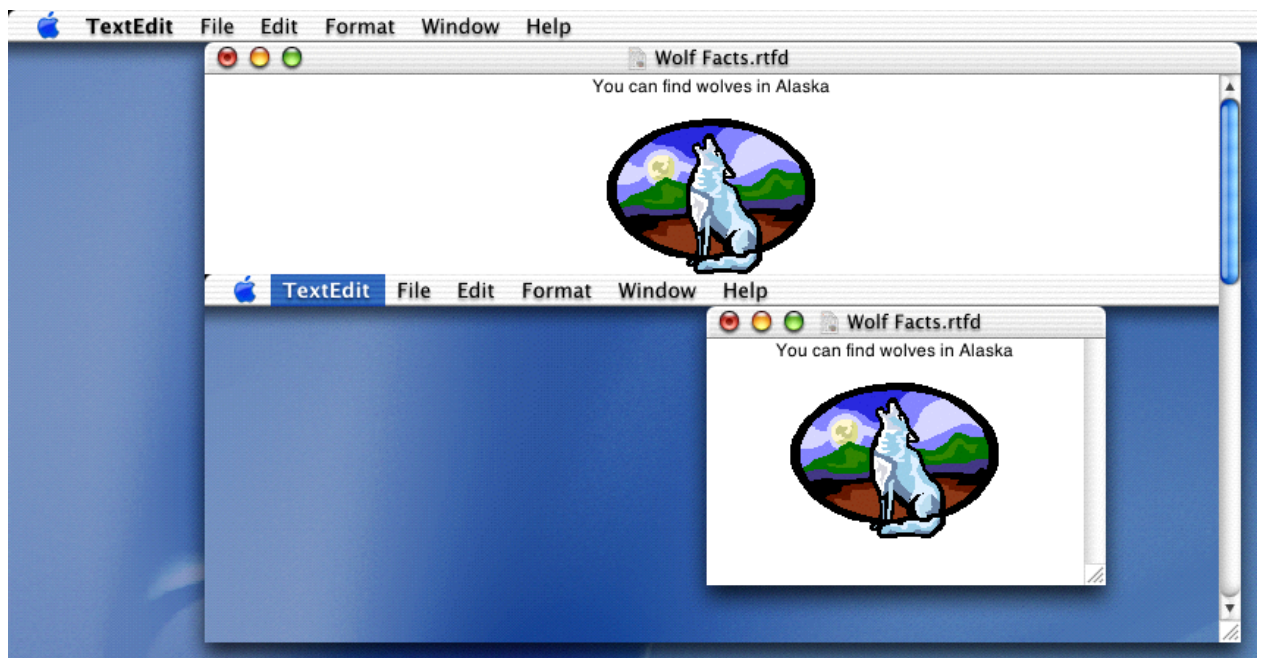 TextEdit File Edit Format Window Help
Wolf Facts.rtfd
You can find wolves in Alaska
TextEdit File Edit Format Window Help
Wolf Facts.rtfd
You can find wolves in Alaska